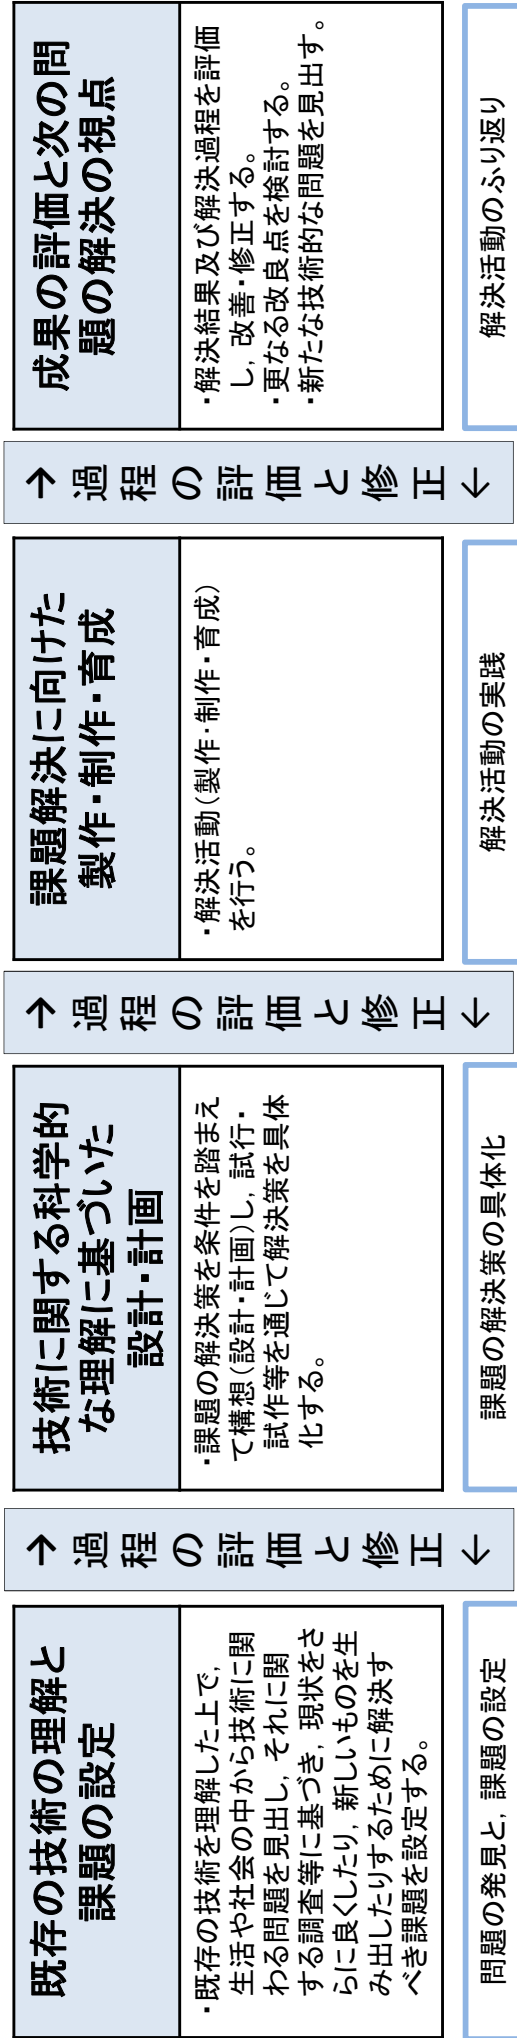 既存の技術の理解と
課題の設定
・既存の技術を理解した上で,
生活や社会の中から技術に関
わる問題を見出し, それに関
する調査等に基づき, 現状をさ
らに良くしたり, 新しいものを生
み出したりするために解決す
べき課題を設定する。
問題の発見と, 課題の設定
→過程の評価と修正←
技術に関する科学的
な理解に基づいた
設計・計画
・課題の解決策を条件を踏まえ
て構想(設計・計画)し, 試行・
試作等を通じて解決策を具体
化する。
課題の解決策の具体化
→過程の評価と修正←
課題解決に向けた
製作・制作・育成
・解決活動(製作・制作・育成)
を行う。
解決活動の実践
→過程の評価と修正←
成果の評価と次の問
題の解決の視点
・解決結果及び解決過程を評価
し, 改善・修正する。
・更なる改良点を検討する。
・新たな技術的な問題を見出す。
解決活動のふり返り